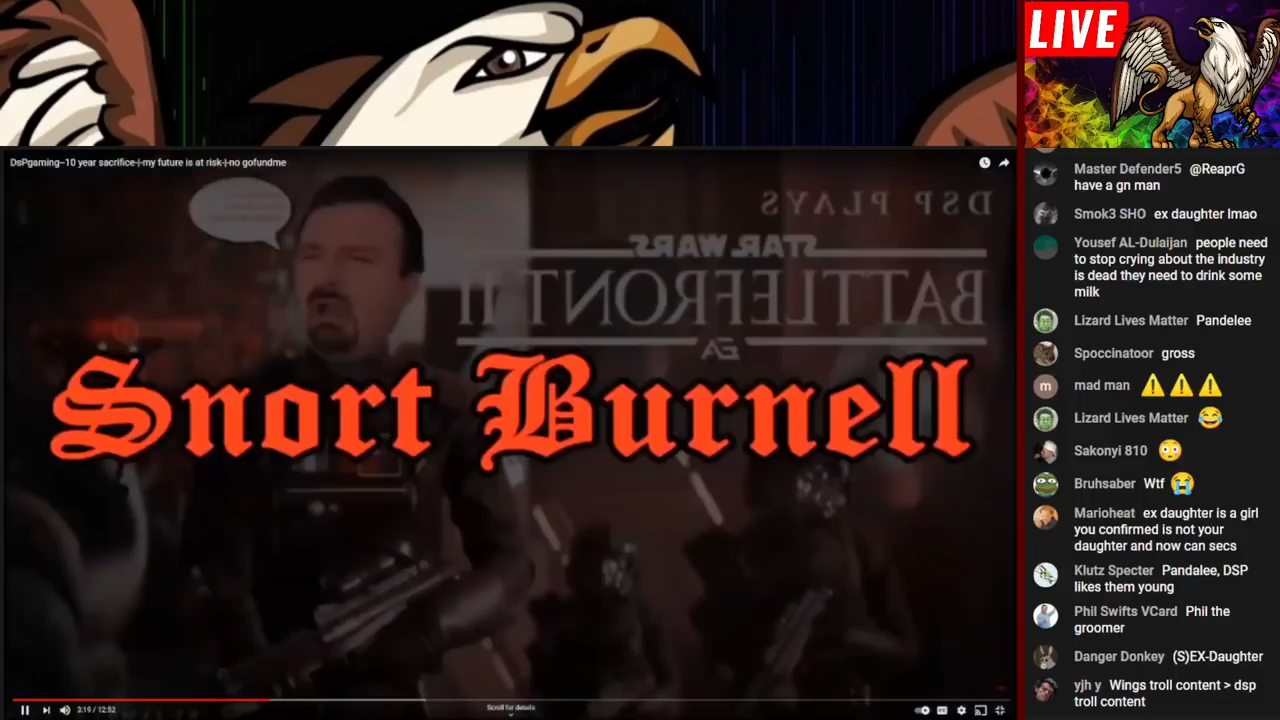 LIVE
DsPgaming--10 year sacrifice-|-my future is at risk-|-no gofundme
DSP PLAYS
STAR WARS
BATTLEFRONT II
EA
Snort Burnell
3:19 / 12:52
Scroll for details
Master Defender5 @ReaprG
have a gn man
Smok3 SHO ex daughter lmao
Yousef AL-Dulaijan people need
to stop crying about the industry
is dead they need to drink some
milk
Lizard Lives Matter Pandelee
Spoccinatoor gross
m mad man ⚠️⚠️⚠️
Lizard Lives Matter 😂
Sakonyi 810 😳
Bruhsaber Wtf 😭
Marioheat ex daughter is a girl
you confirmed is not your
daughter and now can secs
Klutz Specter Pandalee, DSP
likes them young
Phil Swifts VCard Phil the
groomer
Danger Donkey (S)EX-Daughter
yjh y Wings troll content > dsp
troll content